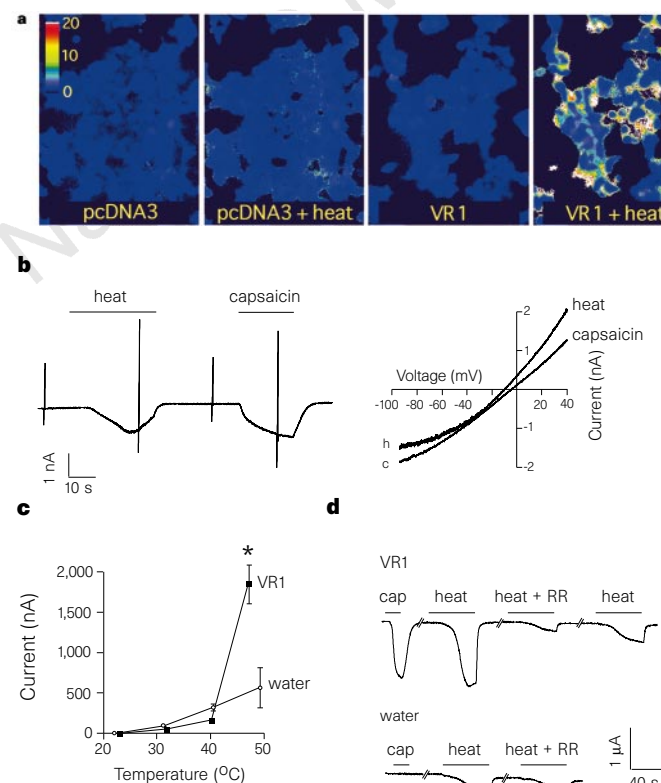 a
20
10
0
pcDNA3
pcDNA3 + heat
VR1
VR1 + heat
b
heat
capsaicin
1 nA
10 s
2
1
-1
-2
heat
capsaicin
Voltage (mV)
-100 -80 -60 -40 20 40
Current (nA)
h
c
c
2,000
1,500
1,000
500
0
20 30 40 50
Current (nA)
Temperature (ºC)
*
VR1
water
d
VR1
cap heat heat + RR heat
water
cap heat heat + RR
1 µA
40 s